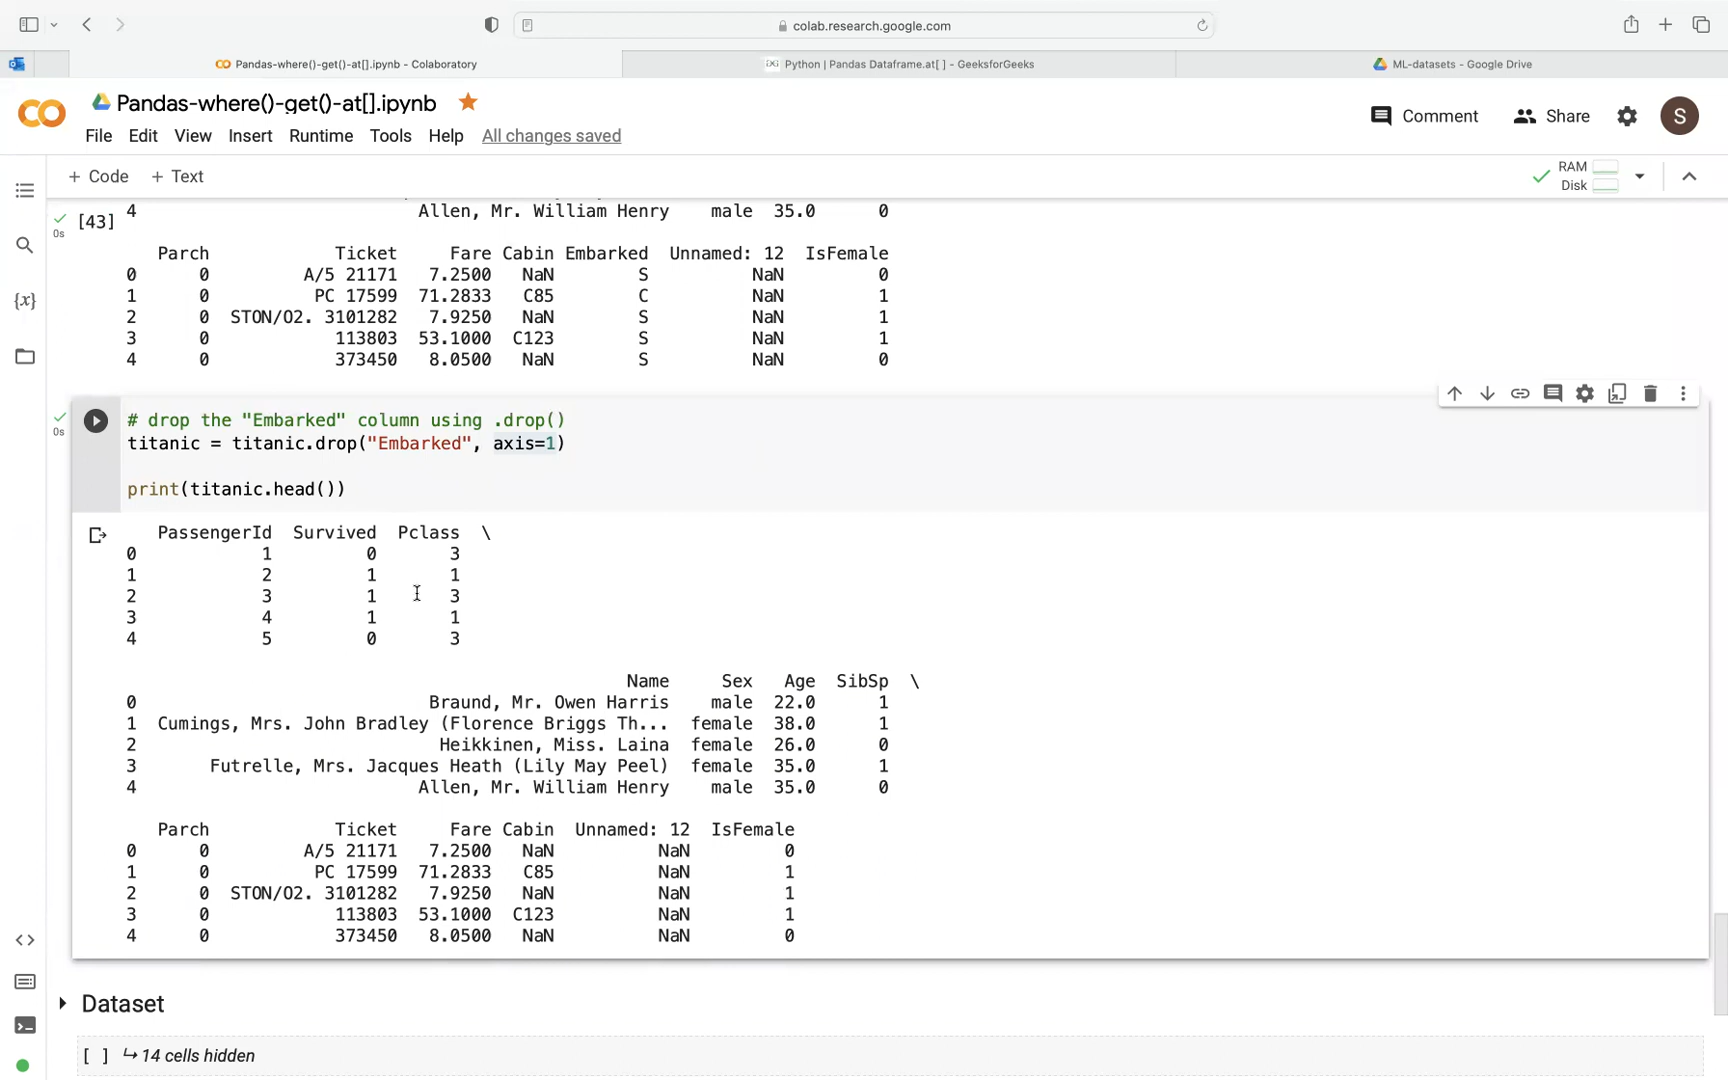 colab.research.google.com
Pandas-where()-get()-at[].ipynb - Colaboratory
Python | Pandas Dataframe.at[ ] - GeeksforGeeks
ML-datasets - Google Drive
Pandas-where()-get()-at[].ipynb
Comment
Share
S
File Edit View Insert Runtime Tools Help All changes saved
+ Code + Text
RAM
Disk
4 Allen, Mr. William Henry male 35.0 0
[43]
0s
Parch Ticket Fare Cabin Embarked Unnamed: 12 IsFemale
0 0 A/5 21171 7.2500 NaN S NaN 0
1 0 PC 17599 71.2833 C85 C NaN 1
2 0 STON/O2. 3101282 7.9250 NaN S NaN 1
3 0 113803 53.1000 C123 S NaN 1
4 0 373450 8.0500 NaN S NaN 0
0s
# drop the "Embarked" column using .drop()
titanic = titanic.drop("Embarked", axis=1)
print(titanic.head())
PassengerId Survived Pclass \
0 1 0 3
1 2 1 1
2 3 1 3
3 4 1 1
4 5 0 3
Name Sex Age SibSp \
0 Braund, Mr. Owen Harris male 22.0 1
1 Cumings, Mrs. John Bradley (Florence Briggs Th... female 38.0 1
2 Heikkinen, Miss. Laina female 26.0 0
3 Futrelle, Mrs. Jacques Heath (Lily May Peel) female 35.0 1
4 Allen, Mr. William Henry male 35.0 0
Parch Ticket Fare Cabin Unnamed: 12 IsFemale
0 0 A/5 21171 7.2500 NaN NaN 0
1 0 PC 17599 71.2833 C85 NaN 1
2 0 STON/O2. 3101282 7.9250 NaN NaN 1
3 0 113803 53.1000 C123 NaN 1
4 0 373450 8.0500 NaN NaN 0
Dataset
[ ] ↳ 14 cells hidden